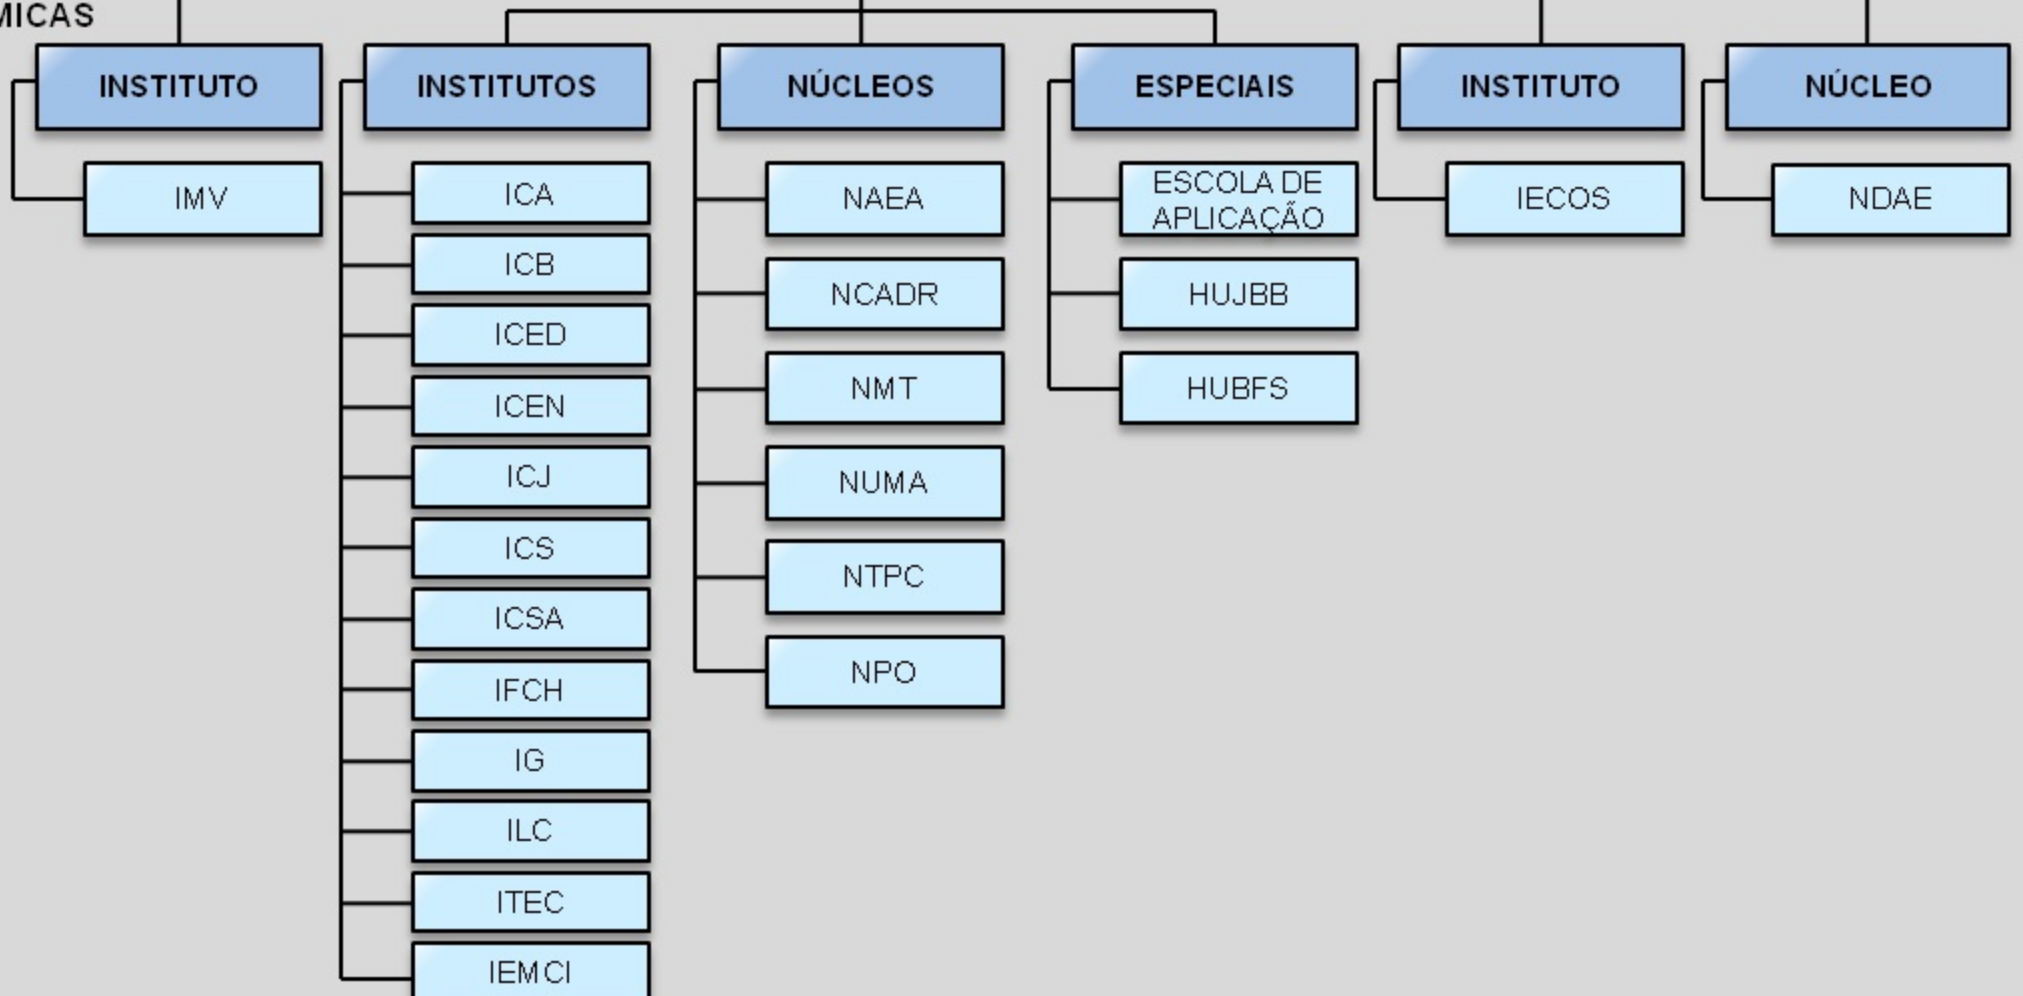 MICAS
INSTITUTO
IMV
INSTITUTOS
ICA
ICB
ICED
ICEN
ICJ
ICS
ICSA
IFCH
IG
ILC
ITEC
IEMCI
NÚCLEOS
NAEA
NCADR
NMT
NUMA
NTPC
NPO
ESPECIAIS
ESCOLA DE
APLICAÇÃO
HUJBB
HUBFS
INSTITUTO
IECOS
NÚCLEO
NDAE